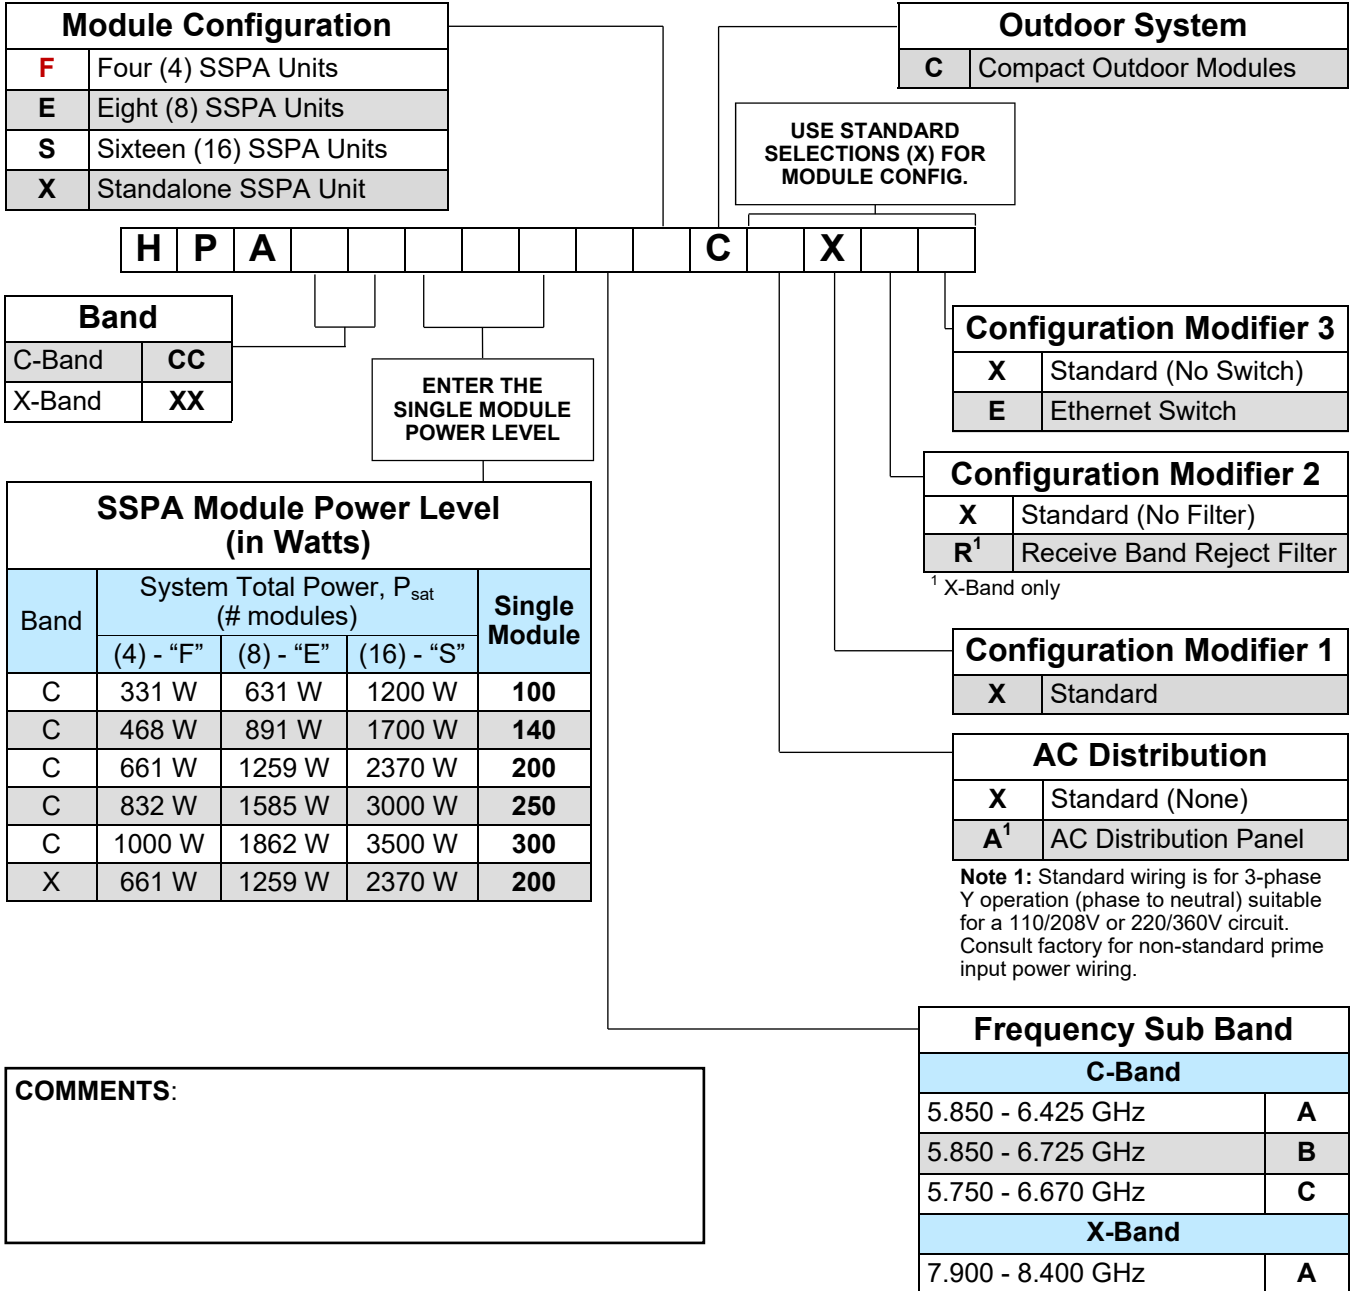 Module Configuration
F Four (4) SSPA Units
E Eight (8) SSPA Units
S Sixteen (16) SSPA Units
X Standalone SSPA Unit
Outdoor System
C Compact Outdoor Modules
USE STANDARD
SELECTIONS (X) FOR
MODULE CONFIG.
H P A C X
Band
C-Band CC
X-Band XX
ENTER THE
SINGLE MODULE
POWER LEVEL
SSPA Module Power Level
(in Watts)
Band System Total Power, Psat
(# modules) Single
Module
(4) - “F” (8) - “E” (16) - “S”
C 331 W 631 W 1200 W 100
C 468 W 891 W 1700 W 140
C 661 W 1259 W 2370 W 200
C 832 W 1585 W 3000 W 250
C 1000 W 1862 W 3500 W 300
X 661 W 1259 W 2370 W 200
Configuration Modifier 3
X Standard (No Switch)
E Ethernet Switch
Configuration Modifier 2
X Standard (No Filter)
R1 Receive Band Reject Filter
1 X-Band only
Configuration Modifier 1
X Standard
AC Distribution
X Standard (None)
A1 AC Distribution Panel
Note 1: Standard wiring is for 3-phase
Y operation (phase to neutral) suitable
for a 110/208V or 220/360V circuit.
Consult factory for non-standard prime
input power wiring.
Frequency Sub Band
C-Band
5.850 - 6.425 GHz A
5.850 - 6.725 GHz B
5.750 - 6.670 GHz C
X-Band
7.900 - 8.400 GHz A
COMMENTS: